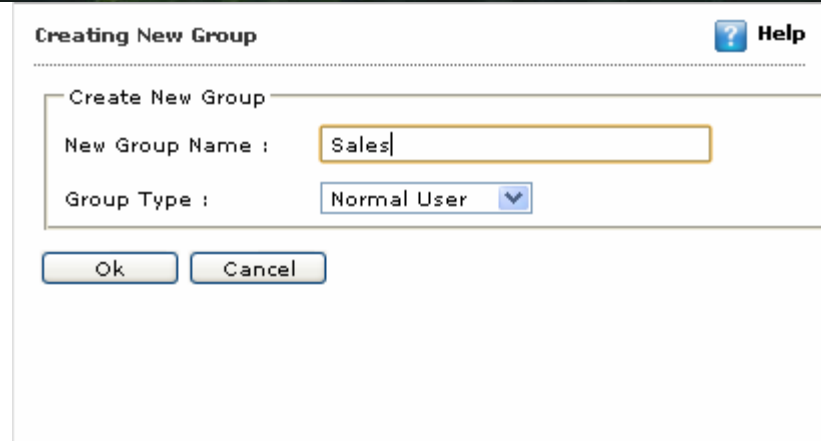 Creating New Group
Help
Create New Group
New Group Name : Sales
Group Type : Normal User
Ok Cancel